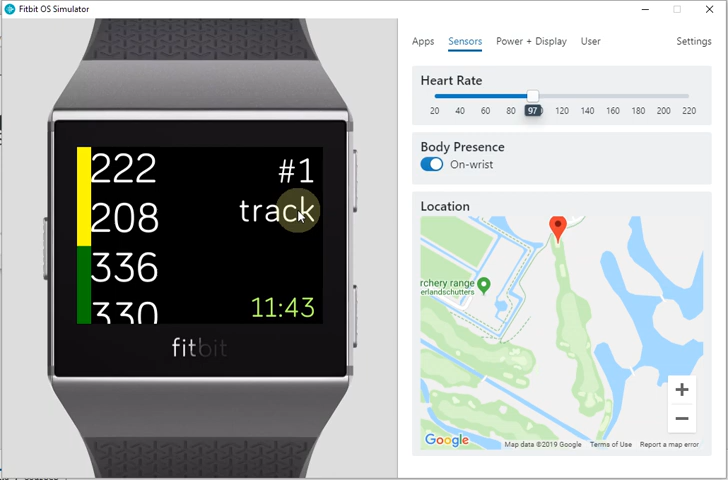 Fitbit OS Simulator
Apps Sensors Power + Display User Settings
Heart Rate
20 40 60 80 97 120 140 160 180 200 220
Body Presence
On-wrist
Location
rchery range
erlandschutters
+
−
Google
Map data ©2019 Google Terms of Use Report a map error
222
208
336
330
#1
track
11:43
fitbit